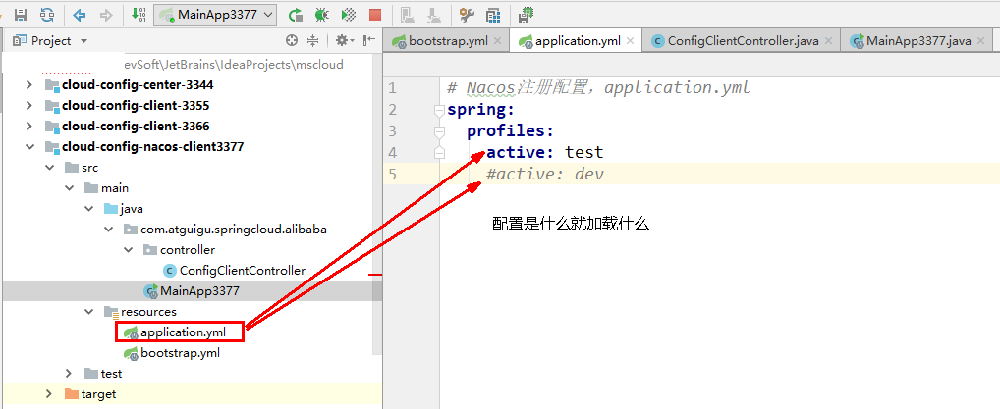 MainApp3377
Project
evSoft\JetBrains\IdeaProjects\mscloud
cloud-config-center-3344
cloud-config-client-3355
cloud-config-client-3366
cloud-config-nacos-client3377
src
main
java
com.atguigu.springcloud.alibaba
controller
ConfigClientController
MainApp3377
resources
application.yml
bootstrap.yml
test
target
bootstrap.yml
application.yml
ConfigClientController.java
MainApp3377.java
1 # Nacos注册配置，application.yml
2 spring:
3 profiles:
4 active: test
5 #active: dev
配置是什么就加载什么